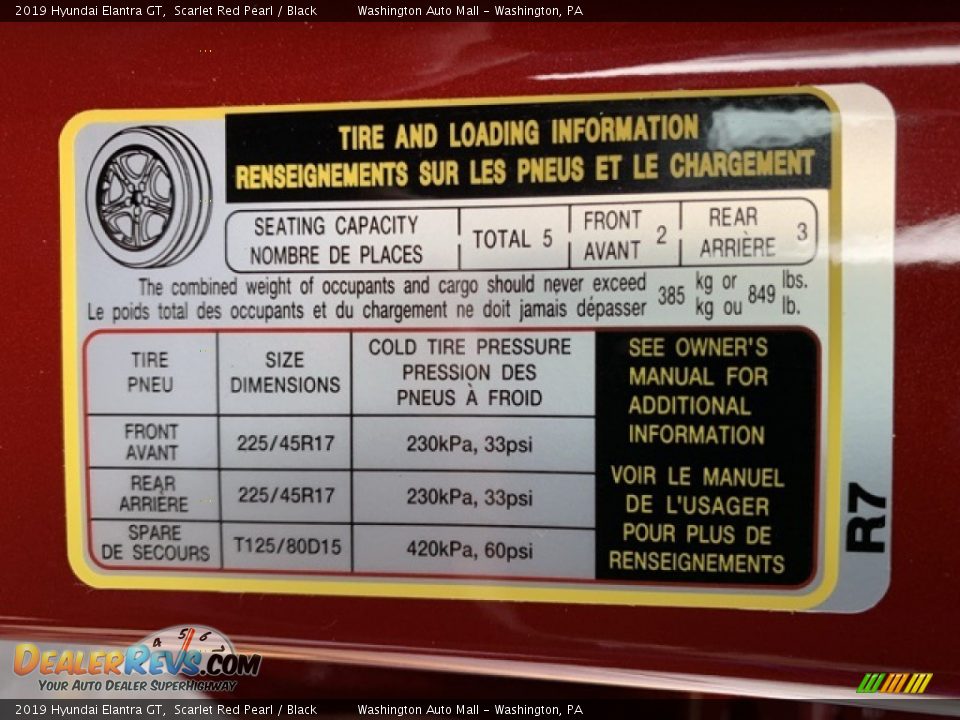 2019 Hyundai Elantra GT, Scarlet Red Pearl / Black Washington Auto Mall - Washington, PA
TIRE AND LOADING INFORMATION
RENSEIGNEMENTS SUR LES PNEUS ET LE CHARGEMENT
SEATING CAPACITY
NOMBRE DE PLACES
TOTAL 5
FRONT
AVANT
2
REAR
ARRIÈRE
3
The combined weight of occupants and cargo should never exceed
Le poids total des occupants et du chargement ne doit jamais dépasser
385
kg or
kg ou
849
lbs.
lb.
TIRE
PNEU
SIZE
DIMENSIONS
COLD TIRE PRESSURE
PRESSION DES
PNEUS À FROID
FRONT
AVANT
225/45R17
230kPa, 33psi
REAR
ARRIÈRE
225/45R17
230kPa, 33psi
SPARE
DE SECOURS
T125/80D15
420kPa, 60psi
SEE OWNER'S
MANUAL FOR
ADDITIONAL
INFORMATION
VOIR LE MANUEL
DE L'USAGER
POUR PLUS DE
RENSEIGNEMENTS
R7
4 5 6 7
DEALERREVS.COM
YOUR AUTO DEALER SUPERHIGHWAY
2019 Hyundai Elantra GT, Scarlet Red Pearl / Black Washington Auto Mall - Washington, PA